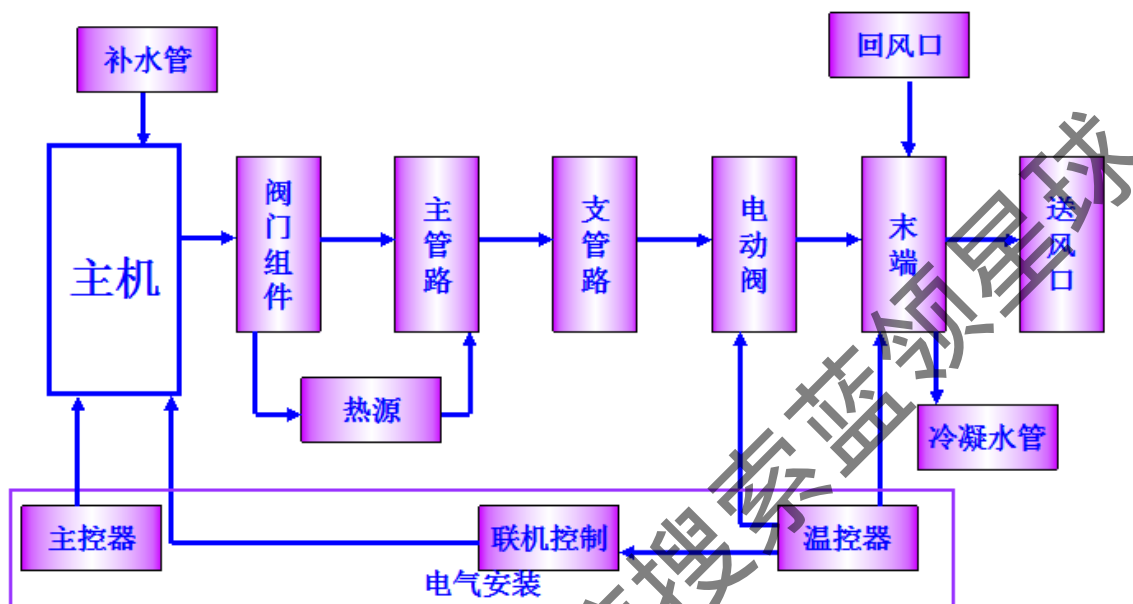 补水管
回风口
主机
阀门组件
主管路
支管路
电动阀
末端
送风口
热源
冷凝水管
主控器
联机控制
温控器
电气安装
搜索蓝领星球